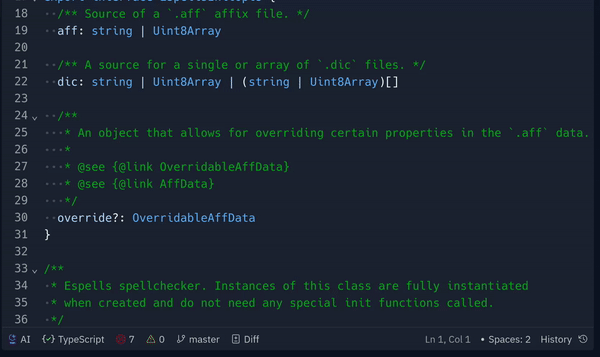 18 /** Source of a `.aff` affix file. */
19 aff: string | Uint8Array
20
21 /** A source for a single or array of `.dic` files. */
22 dic: string | Uint8Array | (string | Uint8Array)[]
23
24 /**
25 * An object that allows for overriding certain properties in the `.aff` data.
26 *
27 * @see {@link OverridableAffData}
28 * @see {@link AffData}
29 */
30 override?: OverridableAffData
31 }
32
33 /**
34 * Espells spellchecker. Instances of this class are fully instantiated
35 * when created and do not need any special init functions called.
36 */
AI {✓} TypeScript 7 0 master Diff Ln 1, Col 1 • Spaces: 2 History